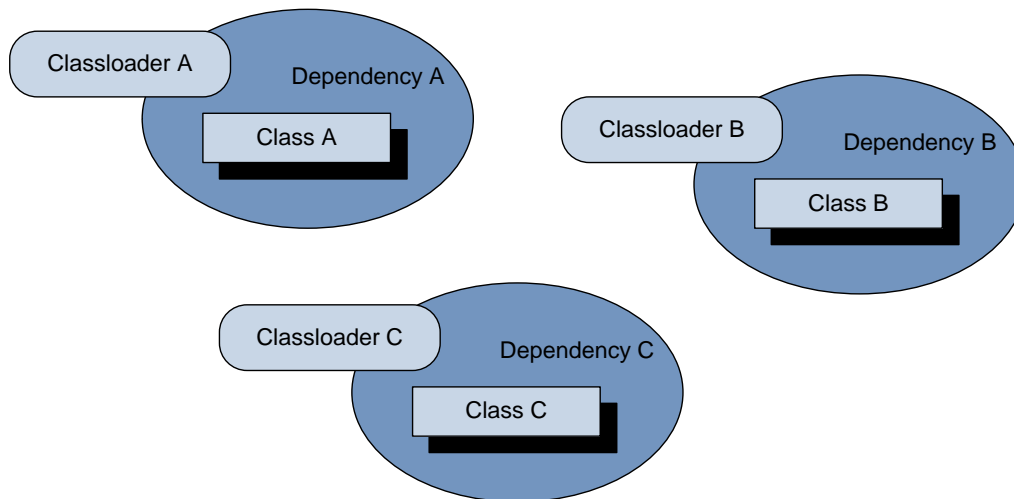 Classloader A
Dependency A
Class A
Classloader B
Dependency B
Class B
Classloader C
Dependency C
Class C